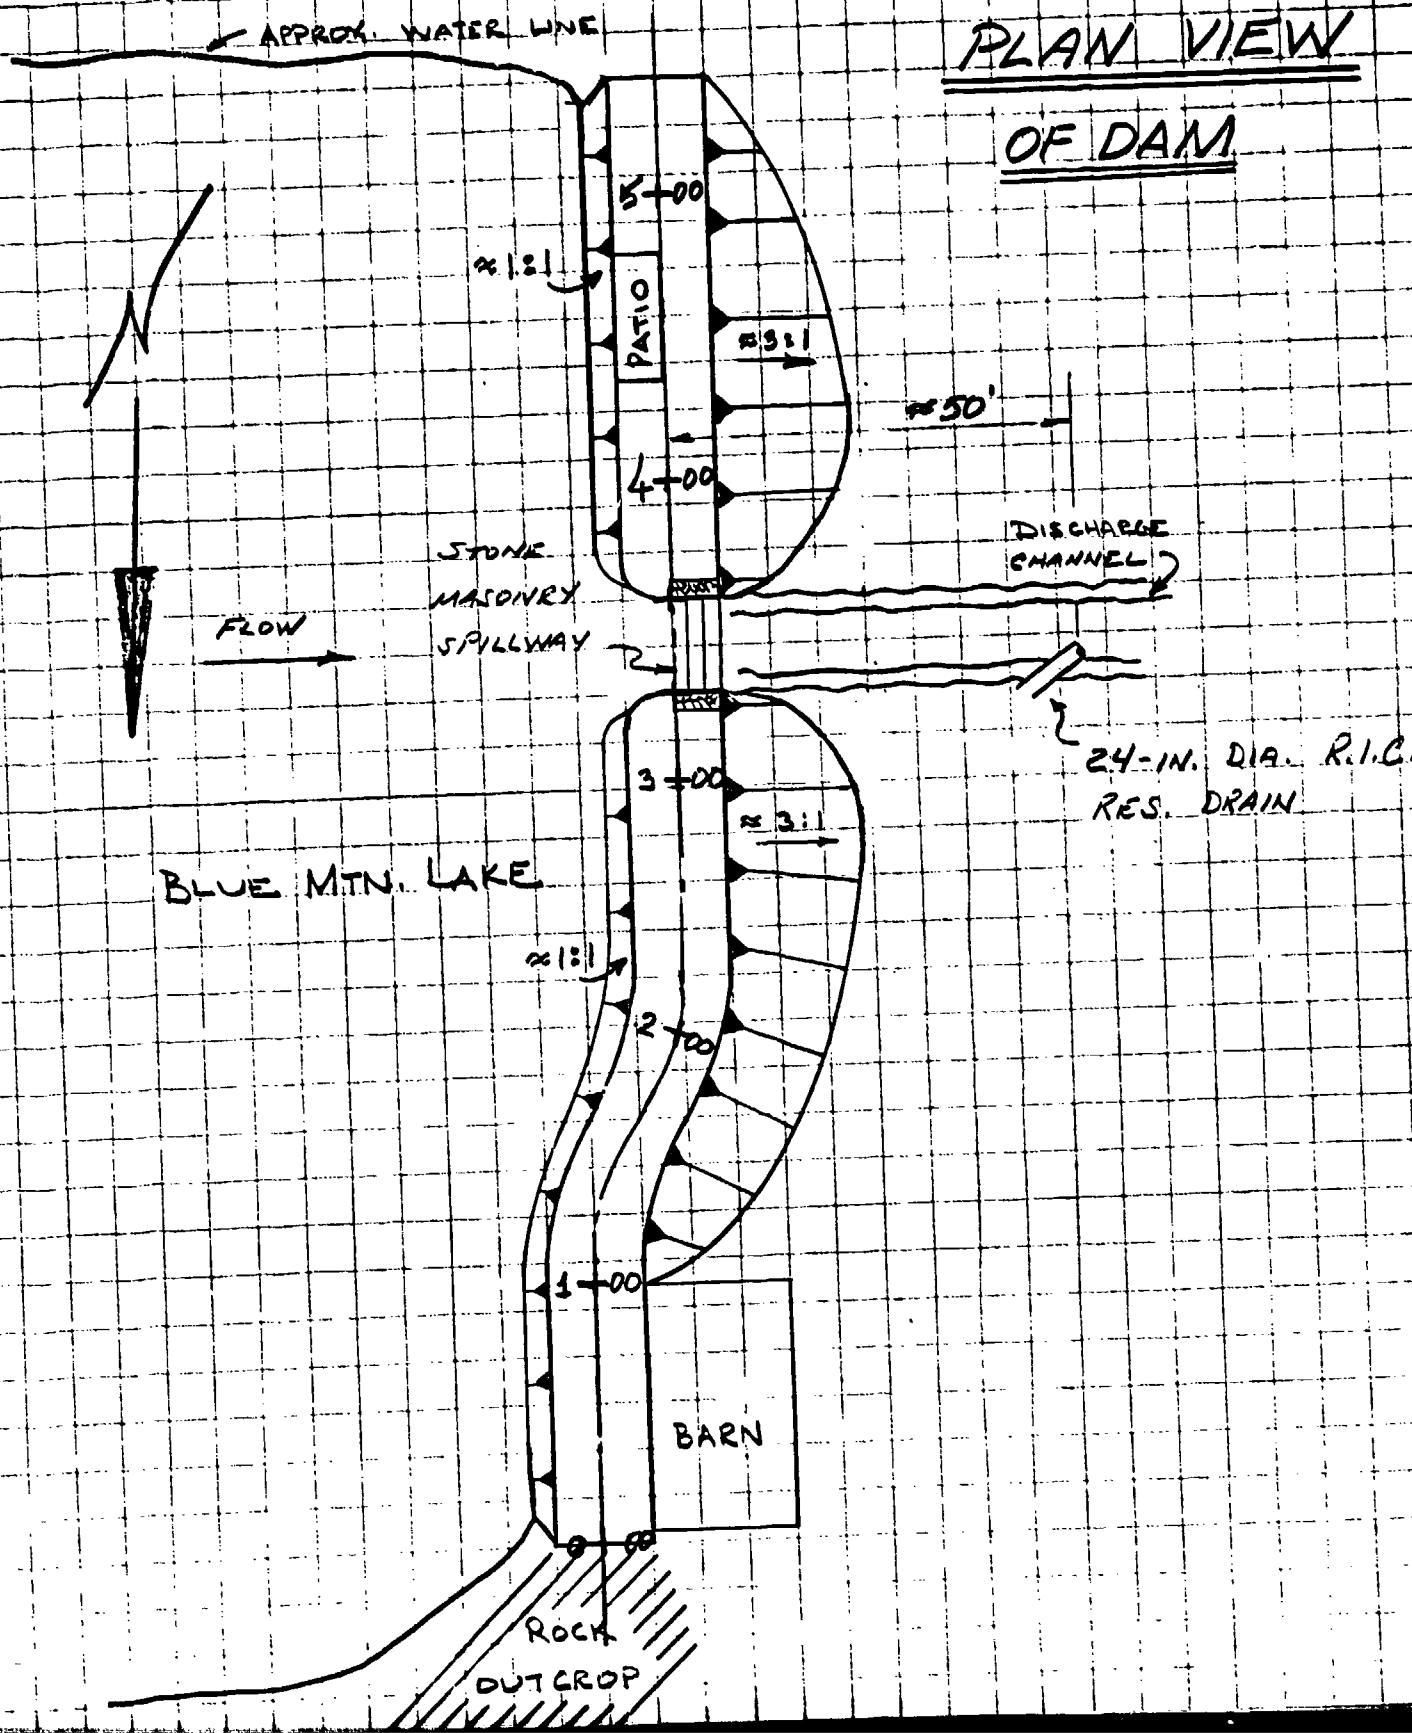 APPROX. WATER LINE
PLAN VIEW
OF DAM
5+00
≈1:1
PATIO
≈3:1
≈50'
4+00
DISCHARGE
CHANNEL
STONE
MASONRY
SPILLWAY
FLOW
3+00
24-IN. DIA. R.I.C.
RES. DRAIN
≈3:1
BLUE MTN. LAKE
≈1:1
2+00
1+00
BARN
0+00
ROCK
OUTCROP